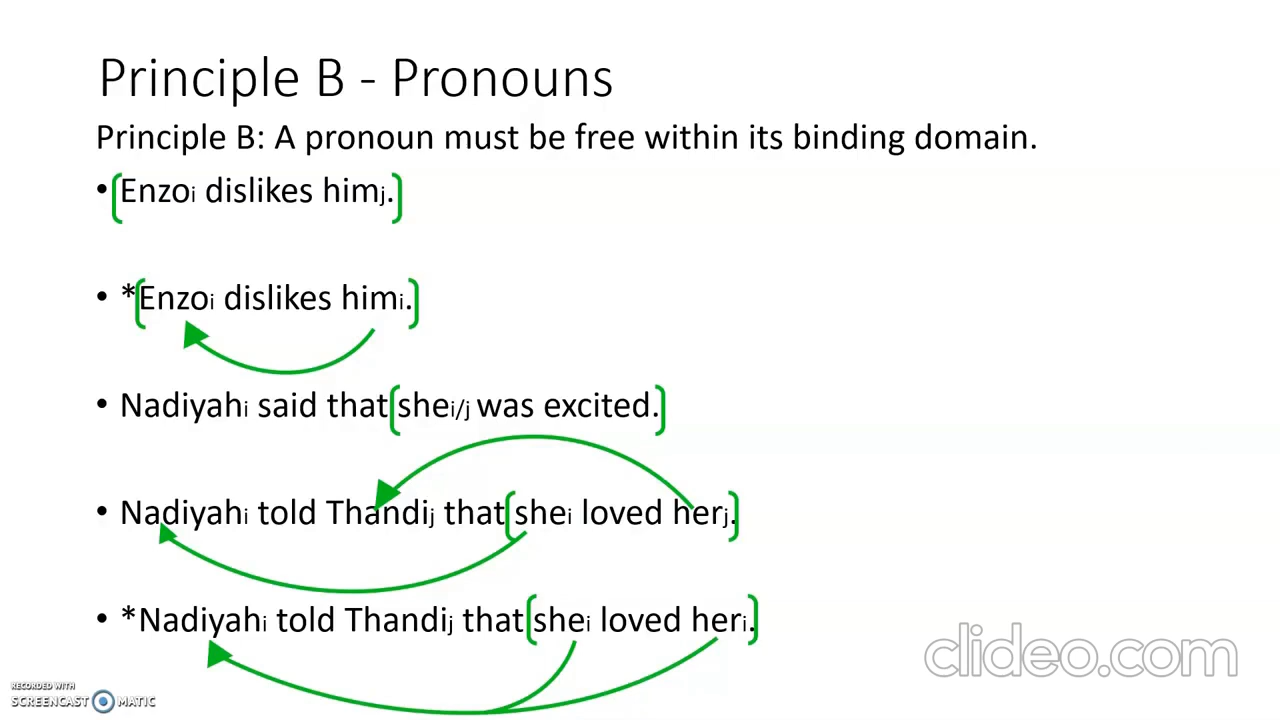 Principle B - Pronouns
Principle B: A pronoun must be free within its binding domain.
• [Enzoi dislikes himj.]
• *[Enzoi dislikes himi.]
• Nadiyahi said that [shei/j was excited.]
• Nadiyahi told Thandij that [shei loved herj.]
• *Nadiyahi told Thandij that [shei loved heri.]
clideo.com
RECORDED WITH
SCREENCAST MATIC